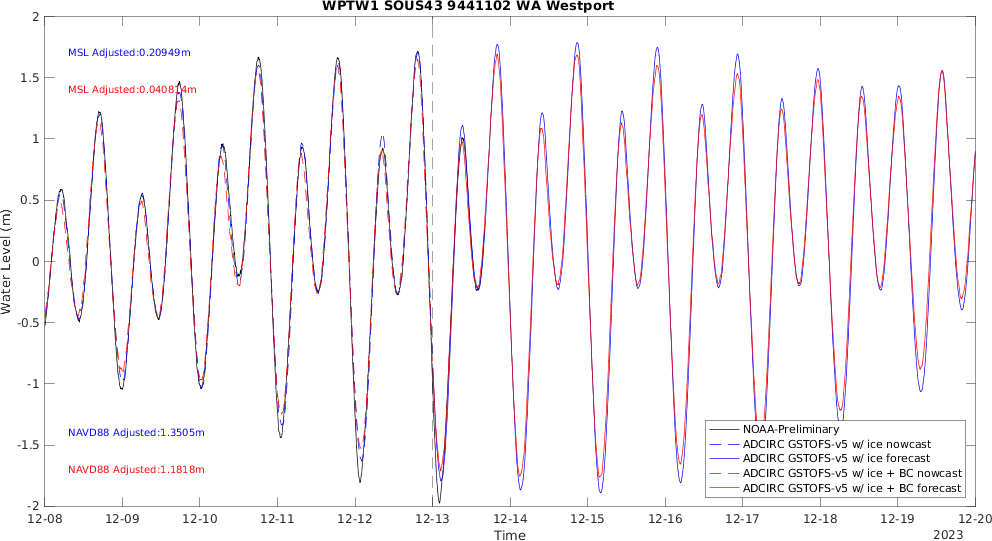 WPTW1 SOUS43 9441102 WA Westport
2
1.5
1
0.5
0
-0.5
-1
-1.5
-2
Water Level (m)
MSL Adjusted:0.20949m
MSL Adjusted:0.040814m
NAVD88 Adjusted:1.3505m
NAVD88 Adjusted:1.1818m
NOAA-Preliminary
ADCIRC GSTOFS-v5 w/ ice nowcast
ADCIRC GSTOFS-v5 w/ ice forecast
ADCIRC GSTOFS-v5 w/ ice + BC nowcast
ADCIRC GSTOFS-v5 w/ ice + BC forecast
12-08 12-09 12-10 12-11 12-12 12-13 12-14 12-15 12-16 12-17 12-18 12-19 12-20
Time
2023